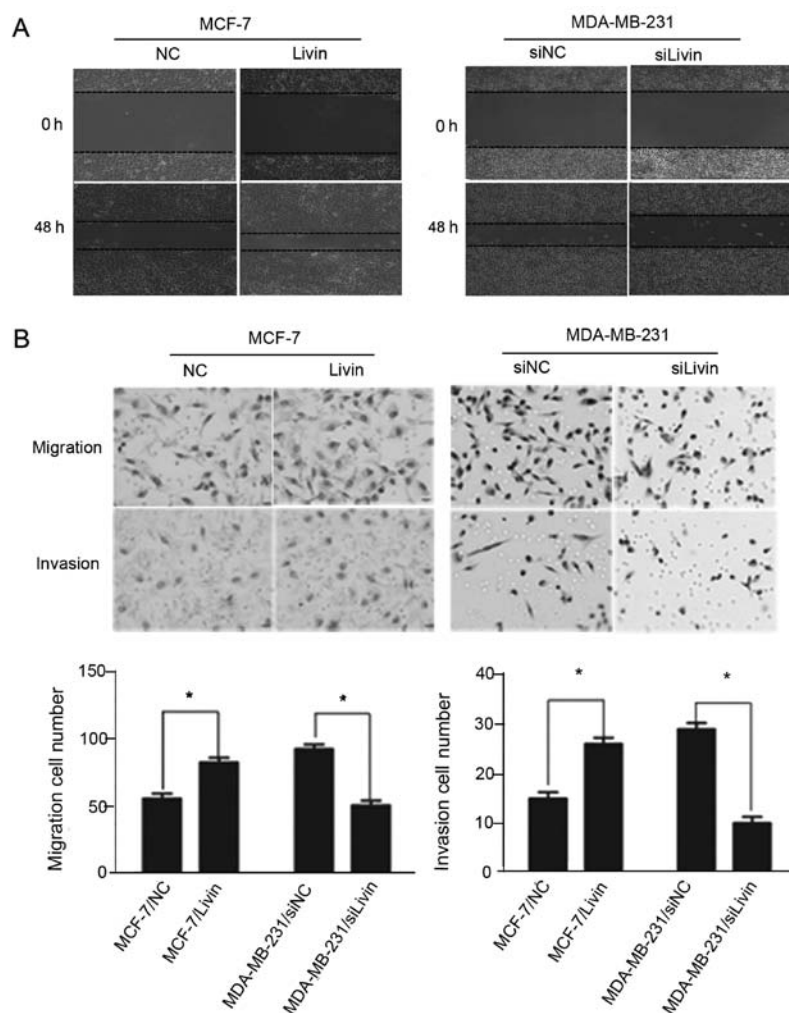 A
MCF-7
MDA-MB-231
NC
Livin
siNC
siLivin
0 h
0 h
48 h
48 h
B
MCF-7
MDA-MB-231
NC
Livin
siNC
siLivin
Migration
Invasion
150
100
50
0
Migration cell number
*
*
MCF-7/NC
MCF-7/Livin
MDA-MB-231/siNC
MDA-MB-231/siLivin
40
30
20
10
0
Invasion cell number
*
*
MCF-7/NC
MCF-7/Livin
MDA-MB-231/siNC
MDA-MB-231/siLivin